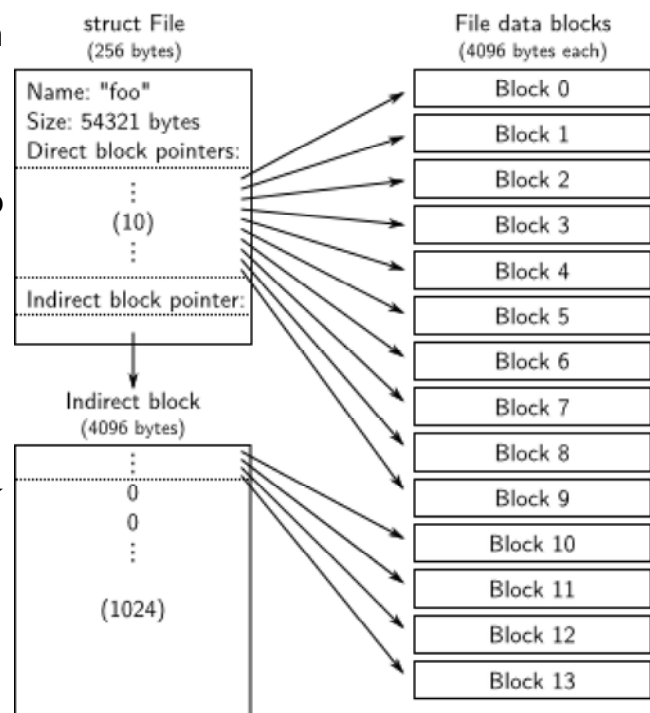 struct File
(256 bytes)
Name: "foo"
Size: 54321 bytes
Direct block pointers:
⋮
(10)
⋮
Indirect block pointer:
Indirect block
(4096 bytes)
⋮
0
0
⋮
(1024)
File data blocks
(4096 bytes each)
Block 0
Block 1
Block 2
Block 3
Block 4
Block 5
Block 6
Block 7
Block 8
Block 9
Block 10
Block 11
Block 12
Block 13